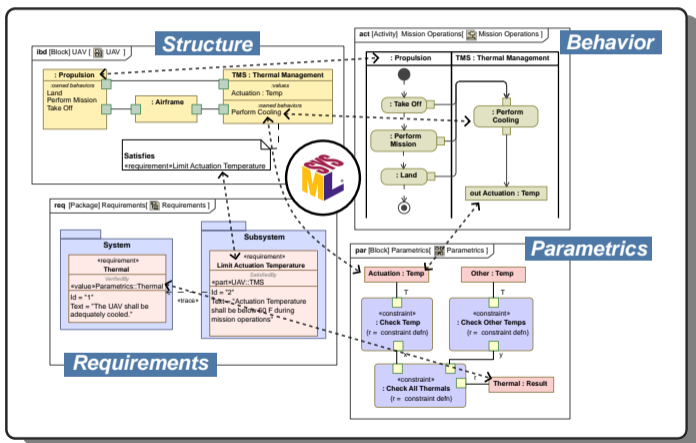 Structure
ibd [Block] UAV [ UAV ]
: Propulsion
:owned behaviors
Land
Perform Mission
Take Off
: Airframe
TMS : Thermal Management
:values
Actuation : Temp
:owned behaviors
Perform Cooling
Satisfies
«requirement»Limit Actuation Temperature
SYS
ML
Behavior
act [Activity] Mission Operations[ Mission Operations ]
: Propulsion
TMS : Thermal Management
: Take Off
: Perform
Mission
: Land
: Perform
Cooling
out Actuation : Temp
req [Package] Requirements[ Requirements ]
System
«requirement»
Thermal
VerifiedBy
«value»Parametrics::Thermal
Id = "1"
Text = "The UAV shall be
adequately cooled."
«trace»
Subsystem
«requirement»
Limit Actuation Temperature
SatisfiedBy
«part»UAV::TMS
Id = "2"
Text= "Actuation Temperature
shall be below 90 F during
mission operations"
Requirements
Parametrics
par [Block] Parametrics[ Parametrics ]
Actuation : Temp
Other : Temp
T
T
«constraint»
: Check Temp
(r = constraint defn)
«constraint»
: Check Other Temps
(r = constraint defn)
x
y
«constraint»
: Check All Thermals
(r = constraint defn)
r
Thermal : Result